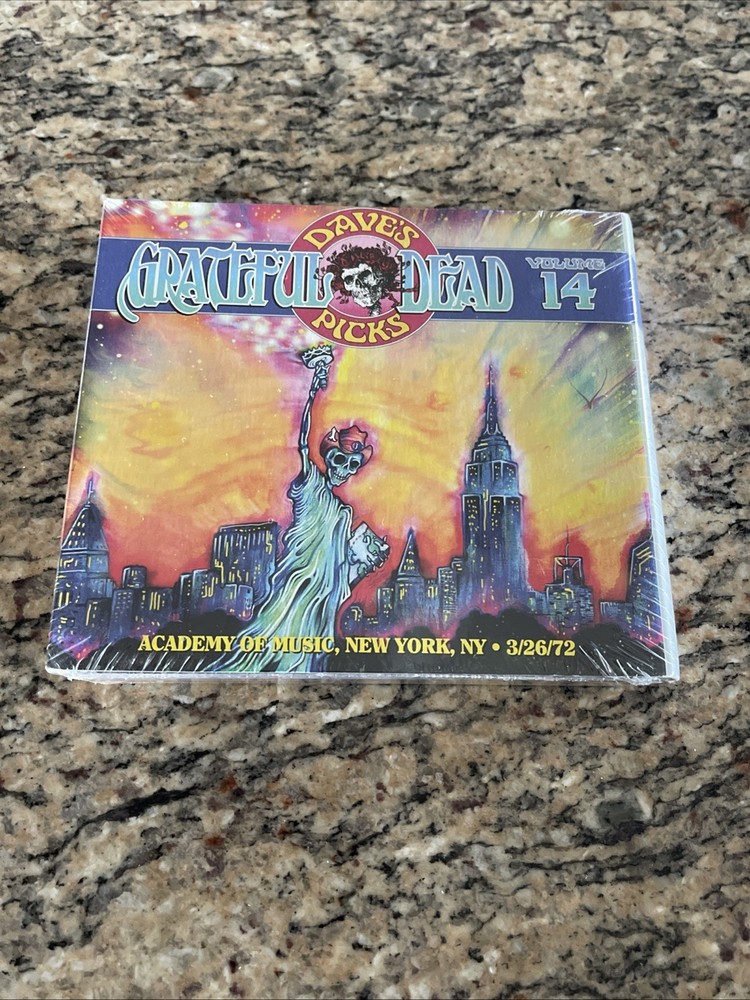 DAVE'S
GRATEFUL DEAD
VOLUME
14
PICKS
ACADEMY OF MUSIC, NEW YORK, NY • 3/26/72